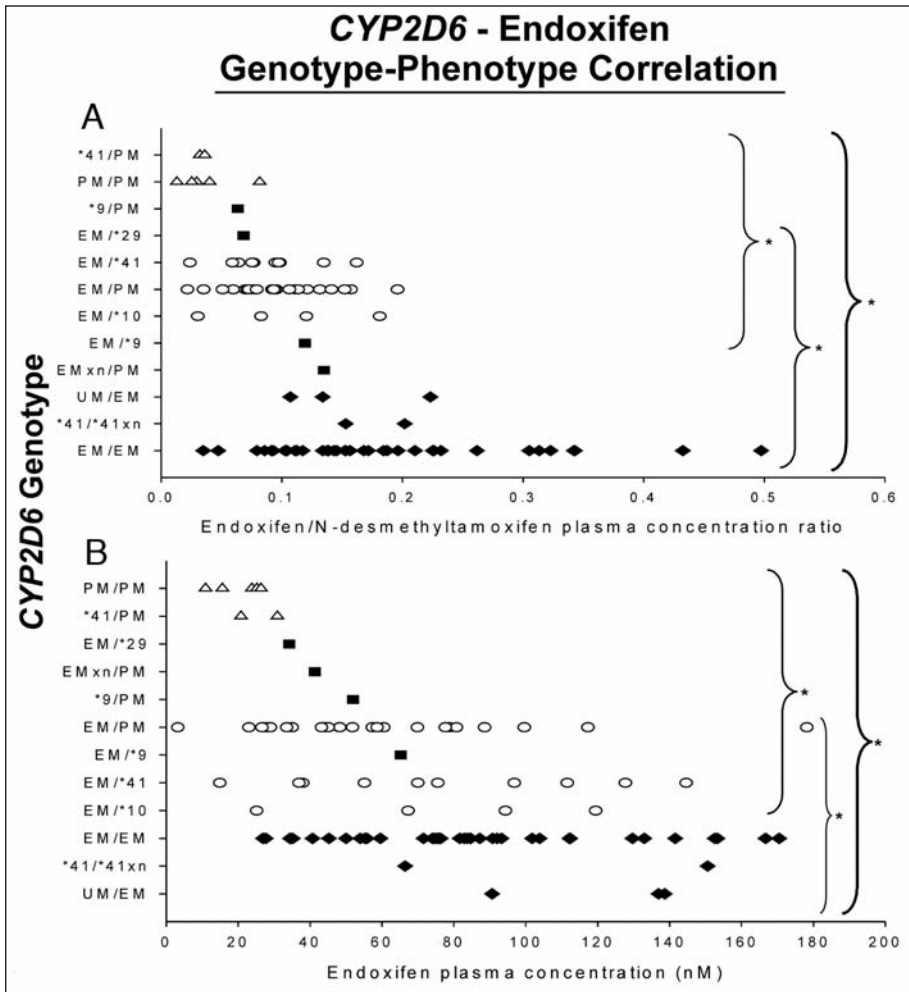 CYP2D6 - Endoxifen
Genotype-Phenotype Correlation
A
*41/PM
PM/PM
*9/PM
EM/*29
EM/*41
EM/PM
EM/*10
EM/*9
EMxn/PM
UM/EM
*41/*41xn
EM/EM
*
*
*
0.0 0.1 0.2 0.3 0.4 0.5 0.6
Endoxifen/N-desmethyltamoxifen plasma concentration ratio
CYP2D6 Genotype
B
PM/PM
*41/PM
EM/*29
EMxn/PM
*9/PM
EM/PM
EM/*9
EM/*41
EM/*10
EM/EM
*41/*41xn
UM/EM
*
*
*
0 20 40 60 80 100 120 140 160 180 200
Endoxifen plasma concentration (nM)